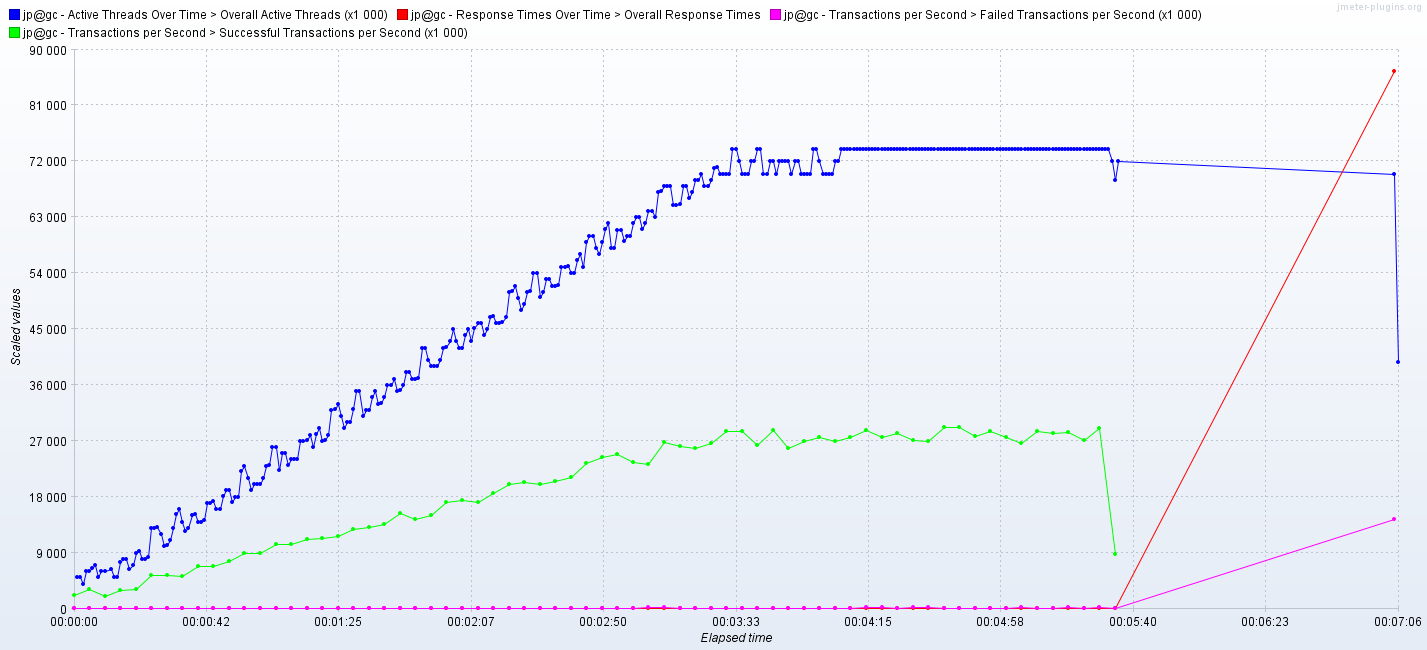 jp@gc - Active Threads Over Time > Overall Active Threads (x1 000) jp@gc - Response Times Over Time > Overall Response Times jp@gc - Transactions per Second > Failed Transactions per Second (x1 000)
jmeter-plugins.org
jp@gc - Transactions per Second > Successful Transactions per Second (x1 000)
90 000
81 000
72 000
63 000
54 000
45 000
36 000
27 000
18 000
9 000
0
Scaled values
00:00:00 00:00:42 00:01:25 00:02:07 00:02:50 00:03:33 00:04:15 00:04:58 00:05:40 00:06:23 00:07:06
Elapsed time